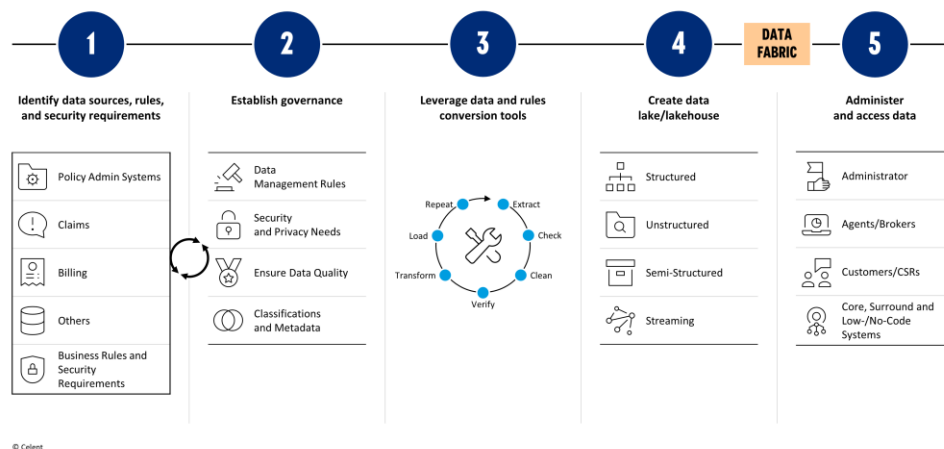 1
2
3
4
DATA
FABRIC
5
Identify data sources, rules,
and security requirements
Establish governance
Leverage data and rules
conversion tools
Create data
lake/lakehouse
Administer
and access data
Policy Admin Systems
Claims
Billing
Others
Business Rules and
Security
Requirements
Data
Management Rules
Security
and Privacy Needs
Ensure Data Quality
Classifications
and Metadata
Repeat
Extract
Load
Check
Transform
Clean
Verify
Structured
Unstructured
Semi-Structured
Streaming
Administrator
Agents/Brokers
Customers/CSRs
Core, Surround and
Low-/No-Code
Systems
© Celent